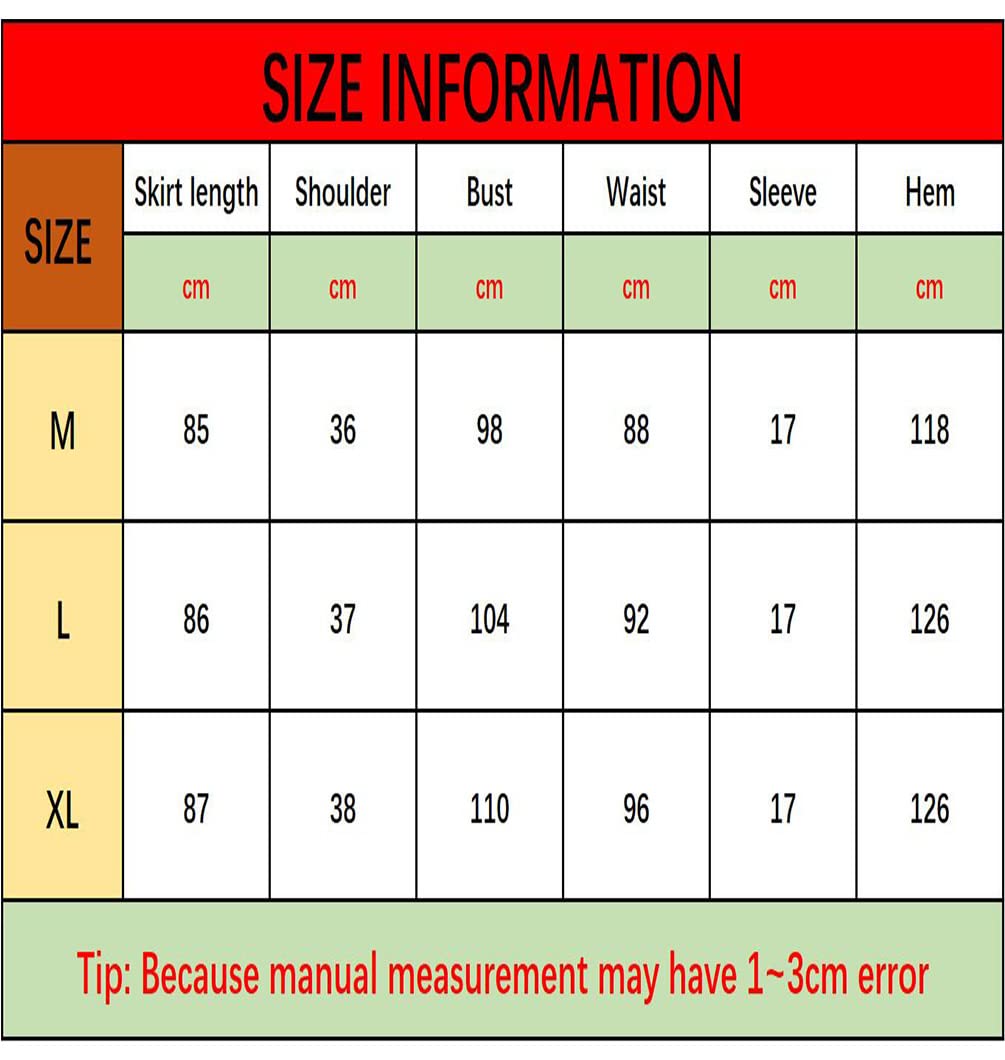 SIZE INFORMATION
SIZE Skirt length Shoulder Bust Waist Sleeve Hem
cm cm cm cm cm cm
M 85 36 98 88 17 118
L 86 37 104 92 17 126
XL 87 38 110 96 17 126
Tip: Because manual measurement may have 1~3cm error